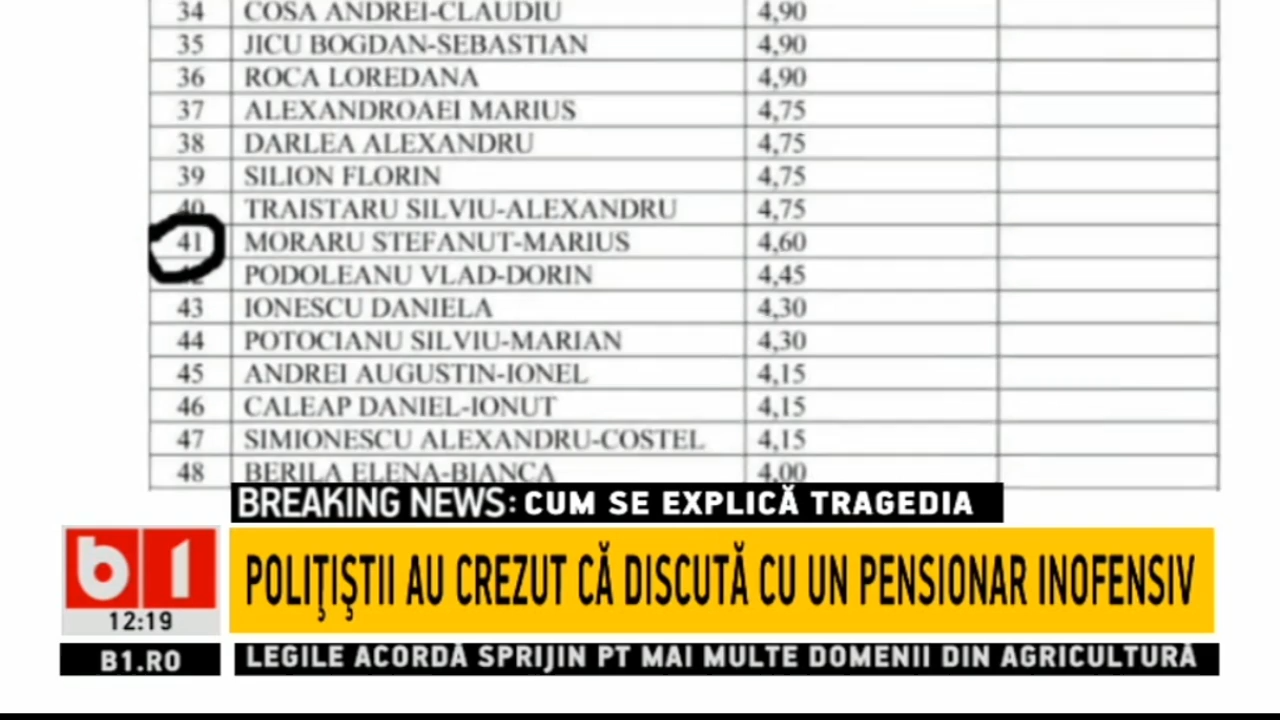 34 COSA ANDREI-CLAUDIU 4,90
35 JICU BOGDAN-SEBASTIAN 4,90
36 ROCA LOREDANA 4,90
37 ALEXANDROAEI MARIUS 4,75
38 DARLEA ALEXANDRU 4,75
39 SILION FLORIN 4,75
40 TRAISTARU SILVIU-ALEXANDRU 4,75
41 MORARU STEFANUT-MARIUS 4,60
42 PODOLEANU VLAD-DORIN 4,45
43 IONESCU DANIELA 4,30
44 POTOCIANU SILVIU-MARIAN 4,30
45 ANDREI AUGUSTIN-IONEL 4,15
46 CALEAP DANIEL-IONUT 4,15
47 SIMIONESCU ALEXANDRU-COSTEL 4,15
48 BERILA ELENA-BIANCA 4,00
BREAKING NEWS: CUM SE EXPLICĂ TRAGEDIA
b1
POLIŢIŞTII AU CREZUT CĂ DISCUTĂ CU UN PENSIONAR INOFENSIV
12:19
B1.RO
LEGILE ACORDĂ SPRIJIN PT MAI MULTE DOMENII DIN AGRICULTURĂ